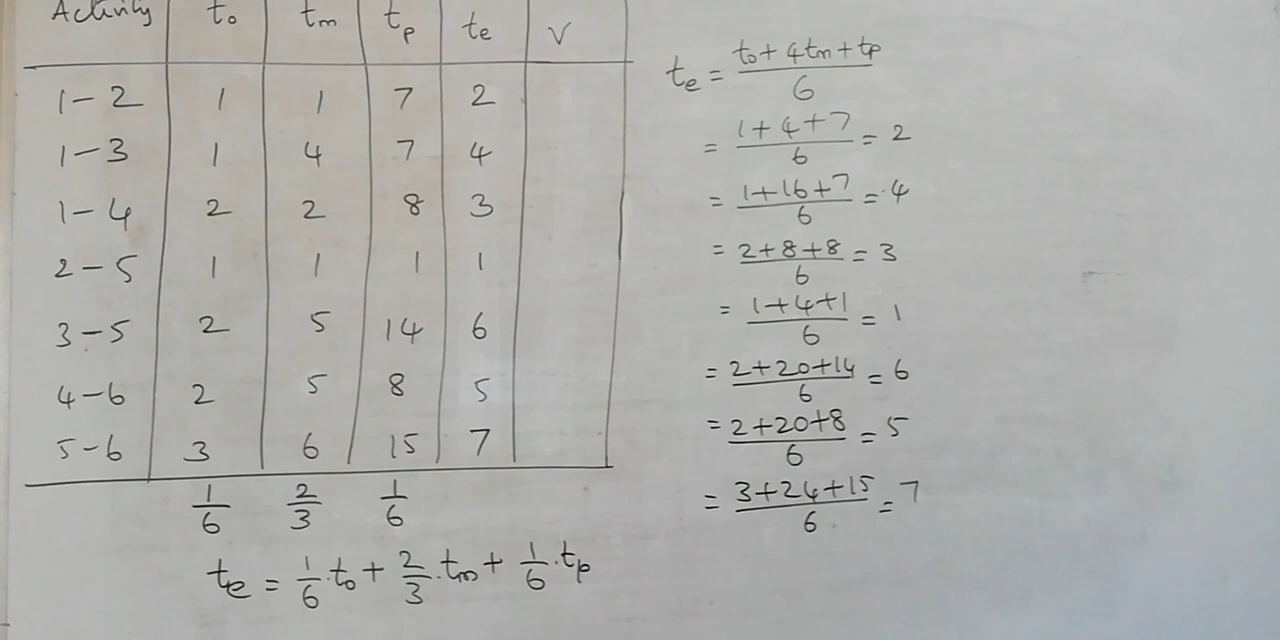 Activity to tm tp te V
1-2 1 1 7 2
1-3 1 4 7 4
1-4 2 2 8 3
2-5 1 1 1 1
3-5 2 5 14 6
4-6 2 5 8 5
5-6 3 6 15 7
1/6 2/3 1/6
te = 1/6·to + 2/3·tm + 1/6·tp
te = (to + 4tm + tp)/6
= (1+4+7)/6 = 2
= (1+16+7)/6 = 4
= (2+8+8)/6 = 3
= (1+4+1)/6 = 1
= (2+20+14)/6 = 6
= (2+20+8)/6 = 5
= (3+24+15)/6 = 7